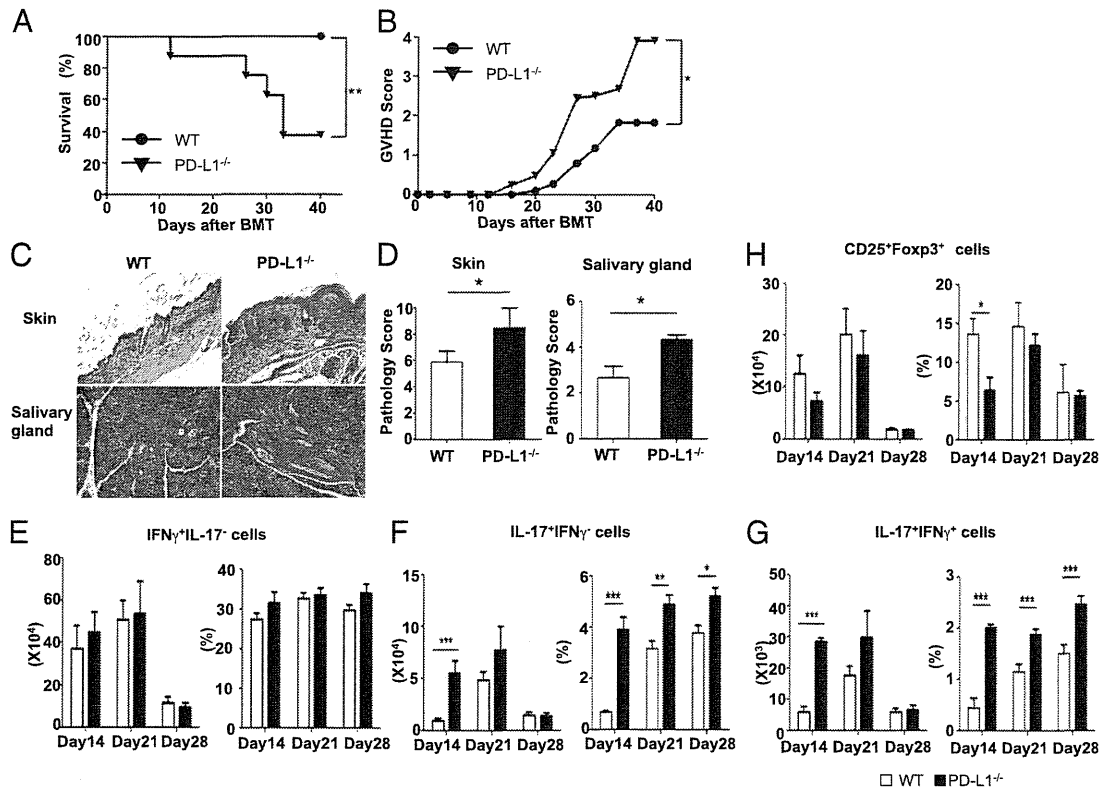 A
100
80
60
40
20
0
Survival (%)
WT
PD-L1-/-
**
0 10 20 30 40
Days after BMT
B
4
3
2
1
0
GVHD Score
WT
PD-L1-/-
*
0 10 20 30 40
Days after BMT
C
WT PD-L1-/-
Skin
Salivary
gland
D
Skin
*
10
8
6
4
2
0
Pathology Score
WT PD-L1-/-
Salivary gland
*
6
4
2
0
Pathology Score
WT PD-L1-/-
H
CD25+Foxp3+ cells
30
20
10
0
(X10⁴)
Day14 Day21 Day28
*
20
15
10
5
0
(%)
Day14 Day21 Day28
E
IFNγ+IL-17- cells
80
60
40
20
0
(X10⁴)
Day14 Day21 Day28
40
30
20
10
0
(%)
Day14 Day21 Day28
F
IL-17+IFNγ- cells
15
10
5
0
(X10⁴)
***
Day14 Day21 Day28
6
4
2
0
(%)
*** ** *
Day14 Day21 Day28
G
IL-17+IFNγ+ cells
50
40
30
20
10
0
(X10³)
***
Day14 Day21 Day28
3
2
1
0
(%)
*** *** ***
Day14 Day21 Day28
WT PD-L1-/-